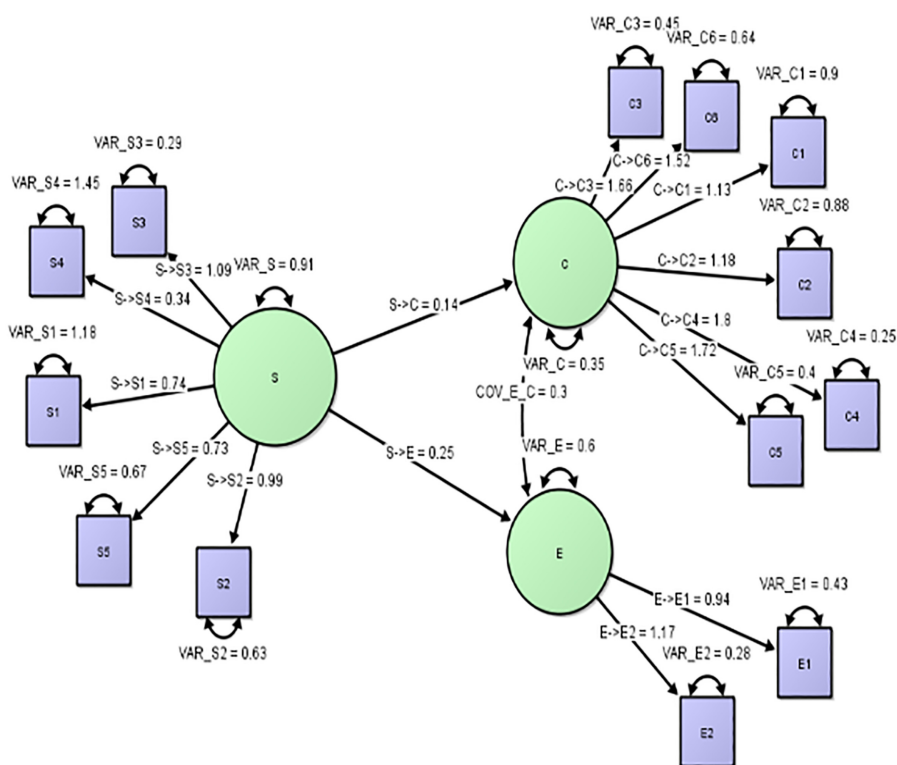 VAR_C3 = 0.45
VAR_C6 = 0.64
VAR_C1 = 0.9
C3
C6
C1
VAR_S3 = 0.29
VAR_S4 = 1.45
S3
S4
C->C6 = 1.52
C->C3 = 1.66
C->C1 = 1.13
VAR_C2 = 0.88
S->S3 = 1.09
VAR_S = 0.91
S->S4 = 0.34
C
C->C2 = 1.18
C2
S->C = 0.14
C->C4 = 1.8
VAR_S1 = 1.18
VAR_C4 = 0.25
C->C5 = 1.72
VAR_C = 0.35
VAR_C5 = 0.4
S
S->S1 = 0.74
S1
COV_E_C = 0.3
C4
S->S5 = 0.73
S->E = 0.25
VAR_E = 0.6
C5
VAR_S5 = 0.67
S->S2 = 0.99
S5
E
S2
VAR_E1 = 0.43
E->E1 = 0.94
E->E2 = 1.17
VAR_S2 = 0.63
VAR_E2 = 0.28
E1
E2